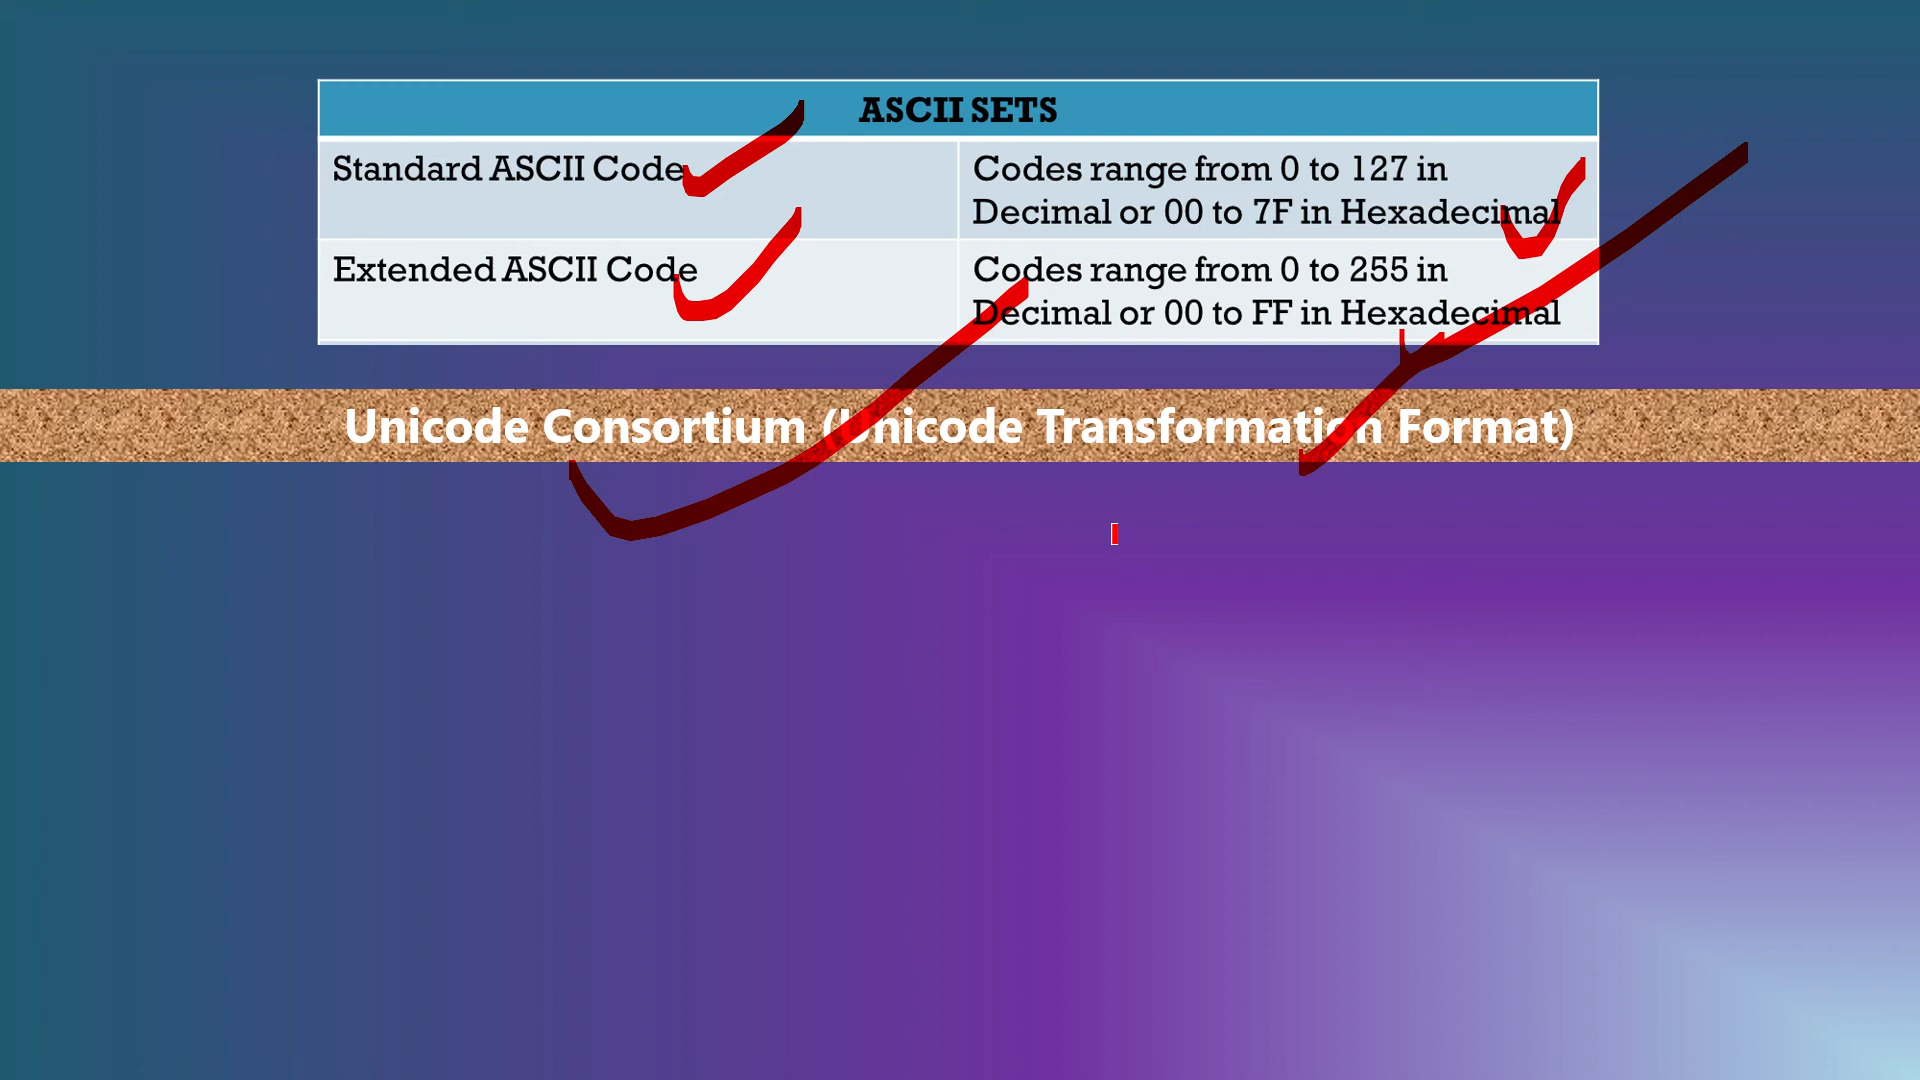 ASCII SETS
Standard ASCII Code
Codes range from 0 to 127 in
Decimal or 00 to 7F in Hexadecimal
Extended ASCII Code
Codes range from 0 to 255 in
Decimal or 00 to FF in Hexadecimal
Unicode Consortium (Unicode Transformation Format)